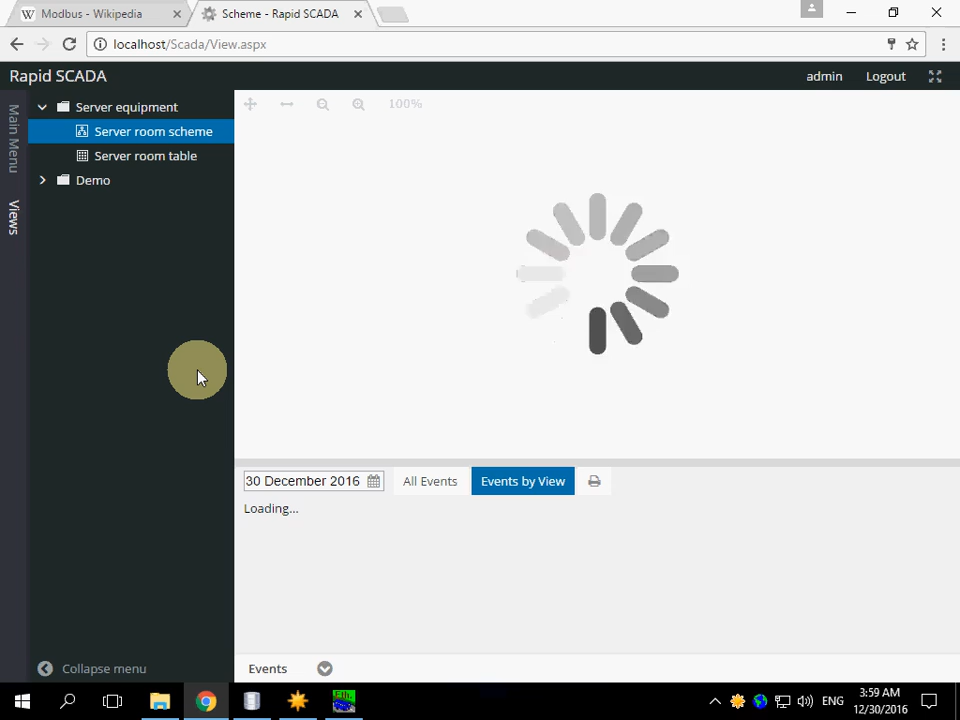 Modbus - Wikipedia
Scheme - Rapid SCADA
localhost/Scada/View.aspx
Rapid SCADA
admin
Logout
Main Menu
Views
Server equipment
Server room scheme
Server room table
Demo
100%
30 December 2016
All Events
Events by View
Loading...
Collapse menu
Events
ENG
3:59 AM
12/30/2016